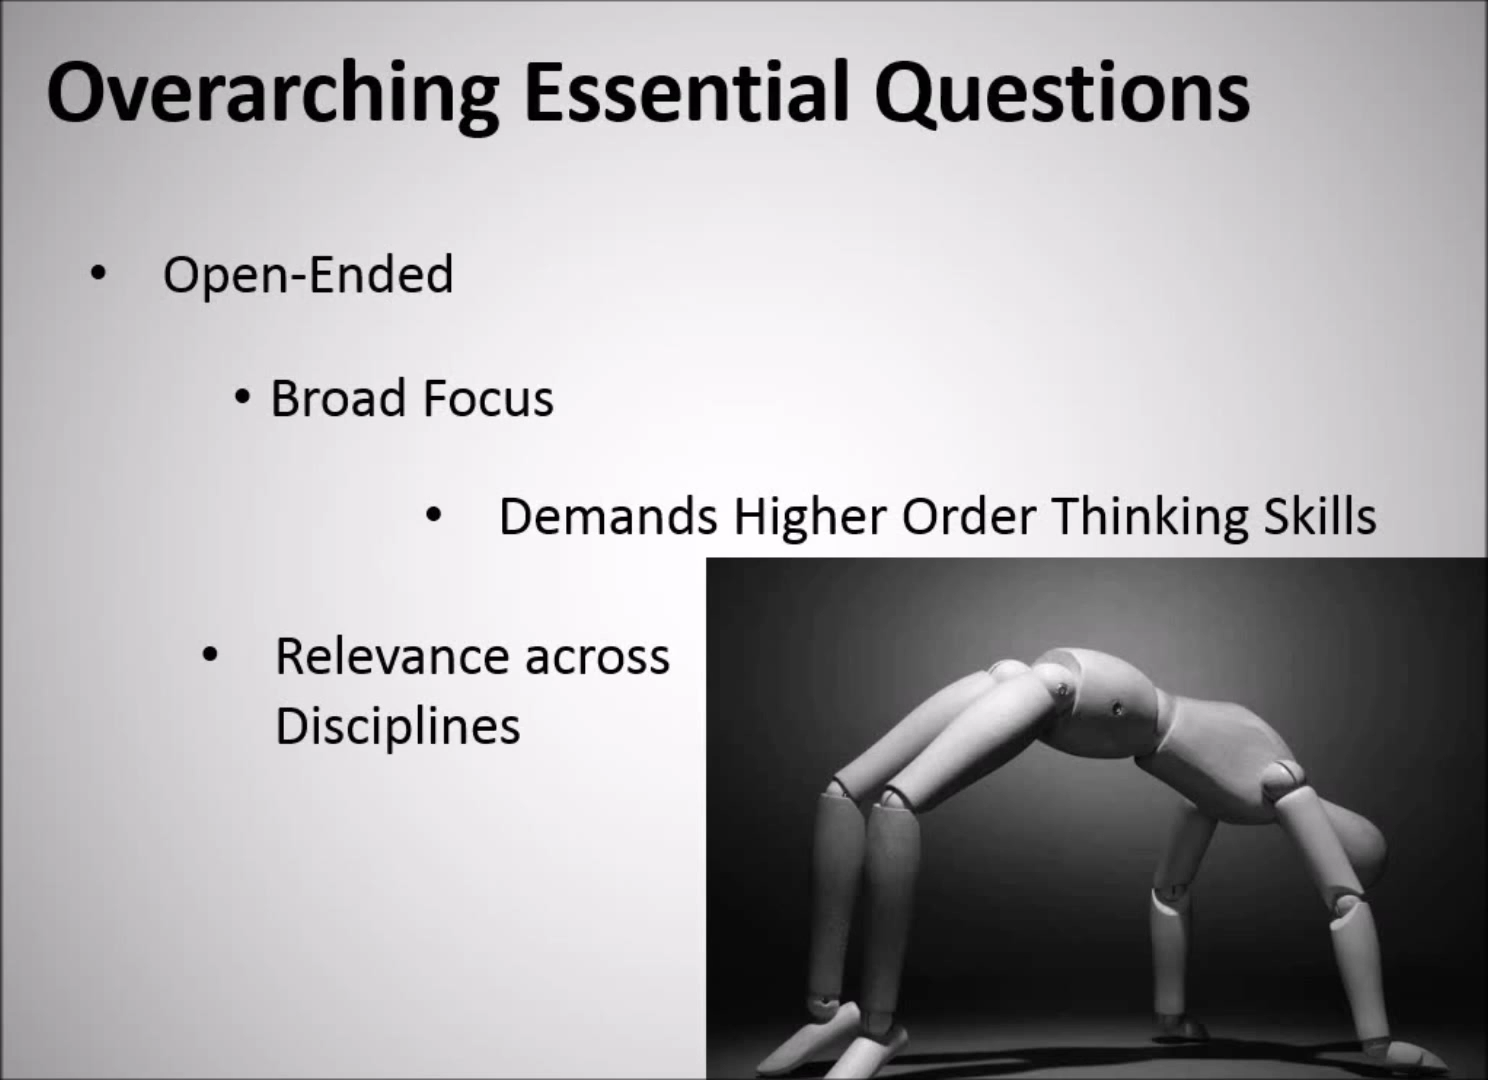 Overarching Essential Questions
• Open-Ended
• Broad Focus
• Demands Higher Order Thinking Skills
• Relevance across
Disciplines